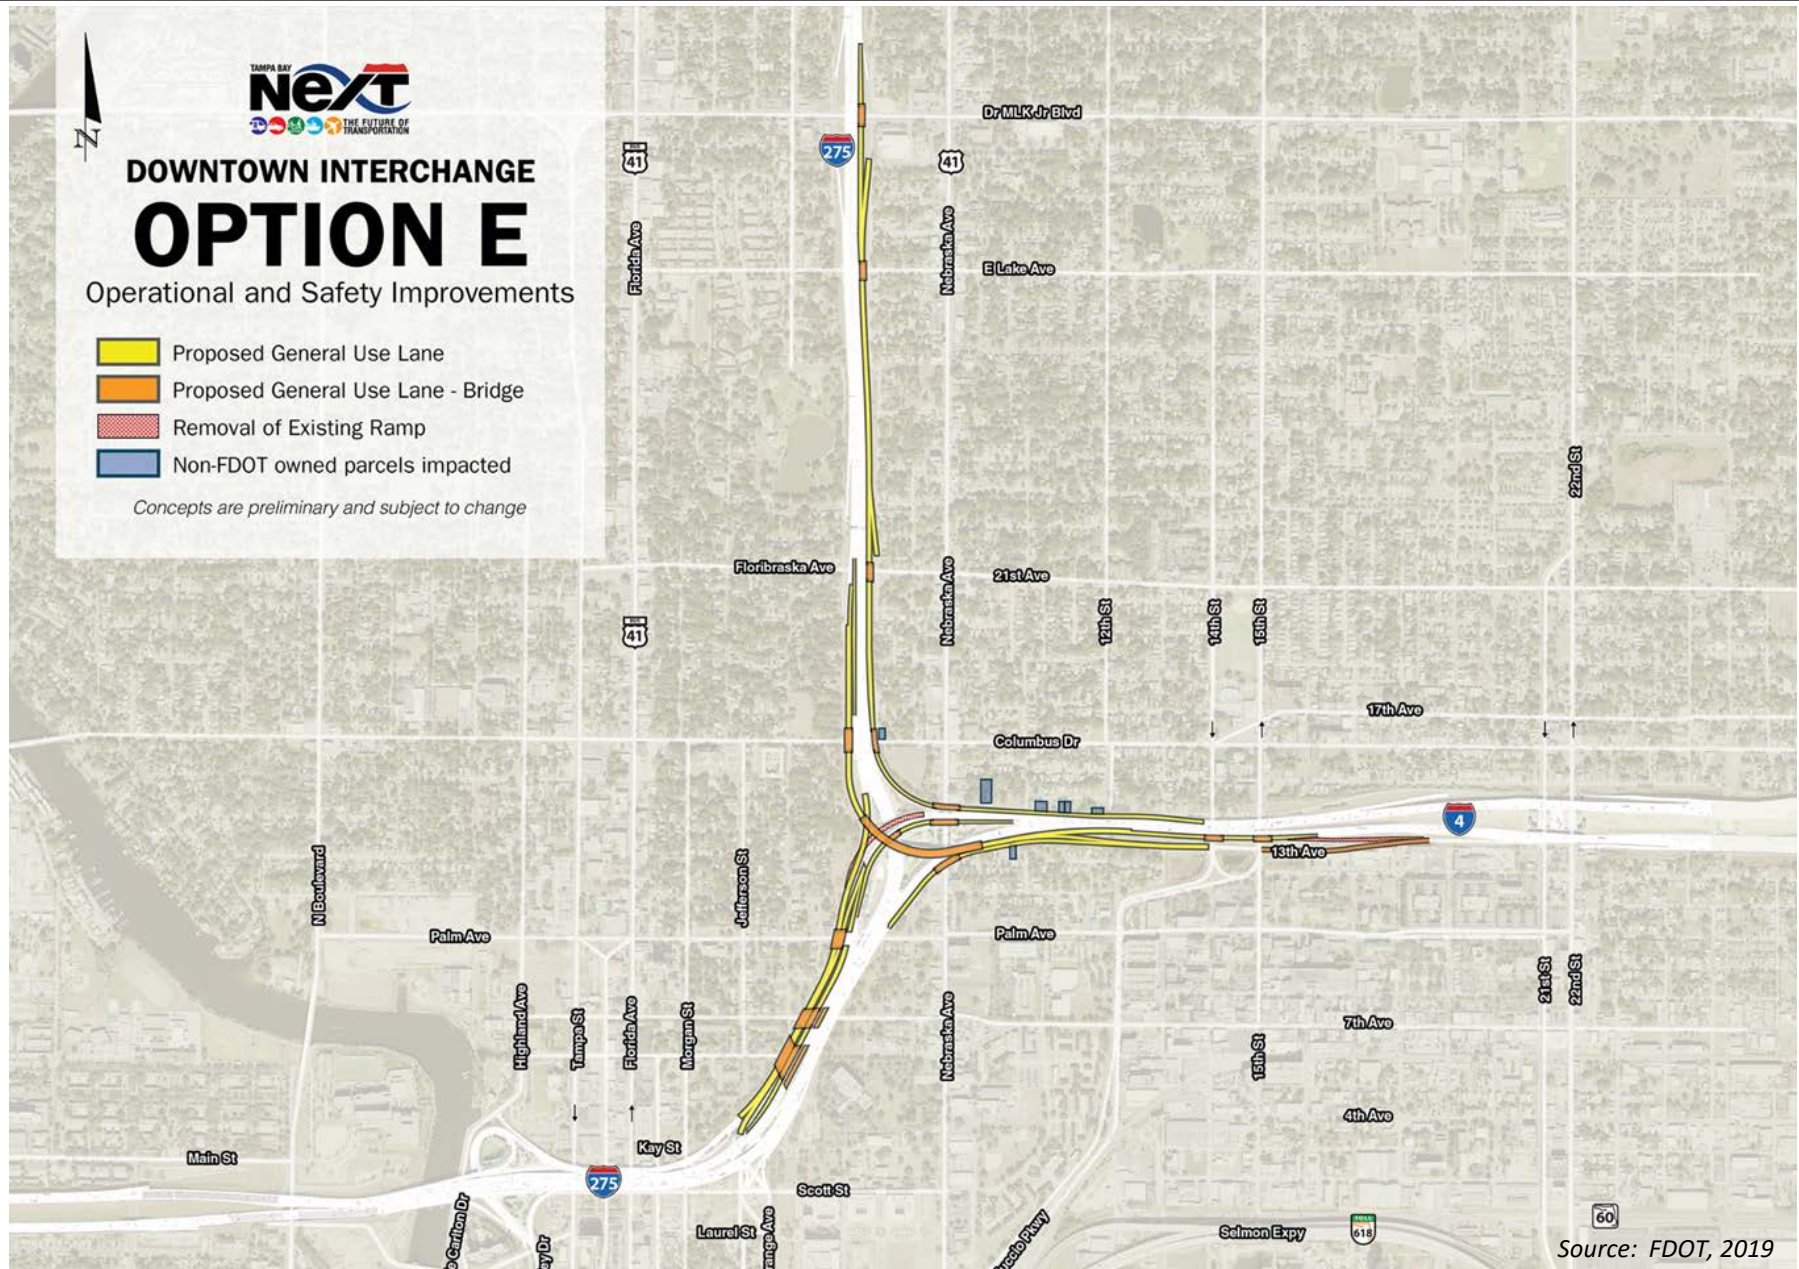 TAMPA BAY
NeXT
THE FUTURE OF
TRANSPORTATION
DOWNTOWN INTERCHANGE
OPTION E
Operational and Safety Improvements
Proposed General Use Lane
Proposed General Use Lane - Bridge
Removal of Existing Ramp
Non-FDOT owned parcels impacted
Concepts are preliminary and subject to change
N
Dr MLK Jr Blvd
41
275
41
Florida Ave
Nebraska Ave
E Lake Ave
22nd St
Floribraska Ave
21st Ave
Nebraska Ave
12th St
14th St
15th St
41
17th Ave
Columbus Dr
4
13th Ave
N Boulevard
Jefferson St
Palm Ave
Palm Ave
21st St
22nd St
Highland Ave
Tampa St
Florida Ave
Morgan St
Nebraska Ave
7th Ave
15th St
4th Ave
Kay St
Main St
275
Scott St
Laurel St
Selmon Expy
TOLL
618
60
Source: FDOT, 2019